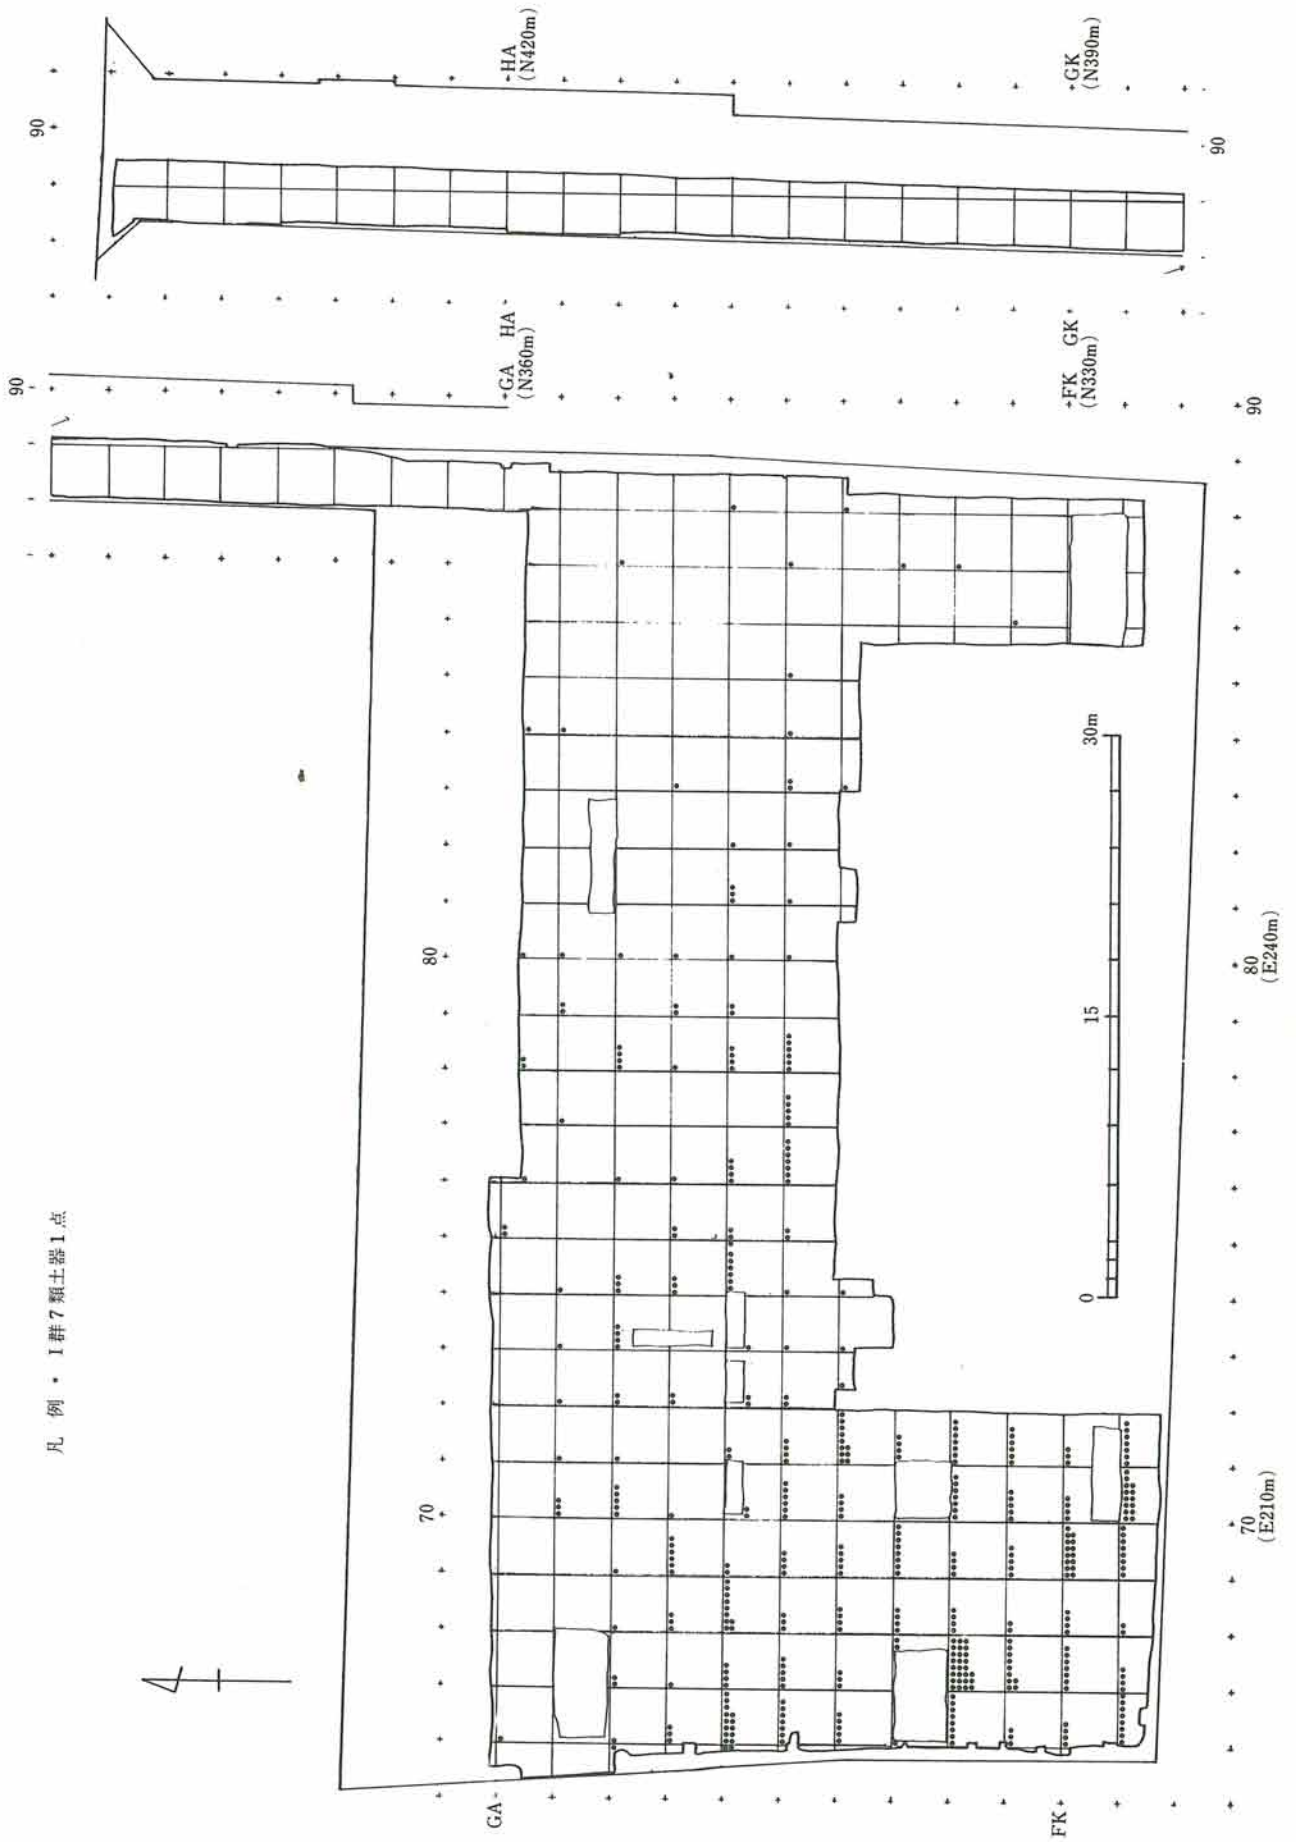 凡 例 • I群7類土器1点
90
HA
(N420m)
GK
(N390m)
90
90
GA HA
(N360m)
FK GK
(N330m)
90
80
80
(E240m)
70
70
(E210m)
0 15 30m
GA
FK